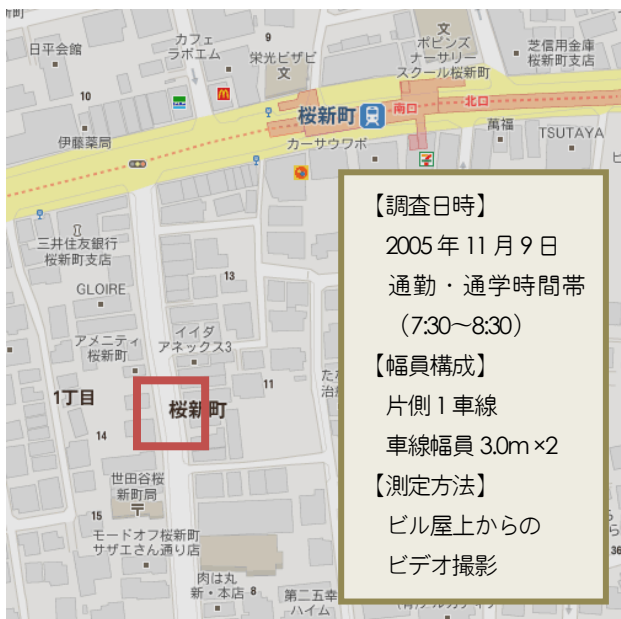 9
日平会館
カフェ
ラボエム
栄光ビザビ
文
文
ポピンズ
ナーサリー
スクール桜新町
芝信用金庫
桜新町支店
10
伊藤薬局
桜新町
南口
北口
カーサウワボ
萬福
TSUTAYA
三井住友銀行
桜新町支店
GLOIRE
13
アメニティ
桜新町
イイダ
アネックス3
11
1丁目
桜新町
14
世田谷桜
新町局
〒
15
モードオフ桜新町
サザエさん通り店
肉は丸
新・本店
8
第二五幸
ハイム
36
【調査日時】
2005年11月9日
通勤・通学時間帯
（7:30～8:30）
【幅員構成】
片側1車線
車線幅員 3.0m×2
【測定方法】
ビル屋上からの
ビデオ撮影